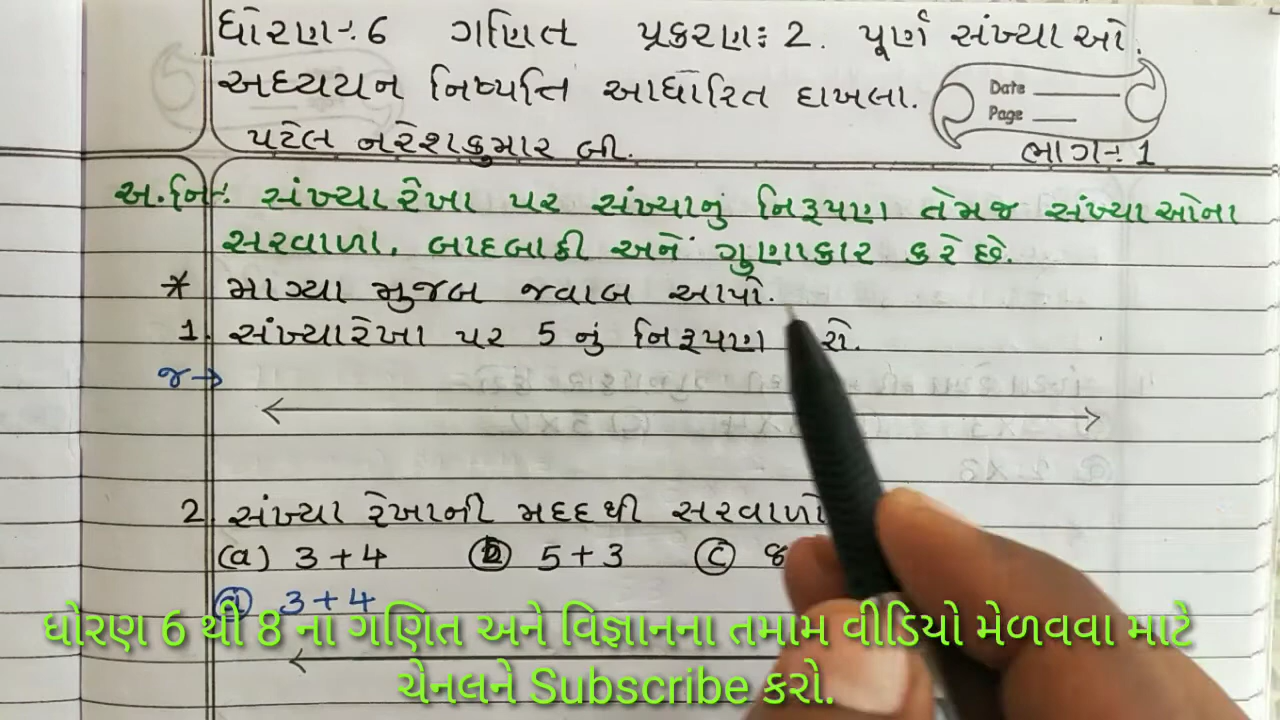 ધોરણ-: 6 ગણિત પ્રકરણ: 2. પૂર્ણ સંખ્યાઓ.
અધ્યયન નિષ્પત્તિ આધારિત દાખલા.
Date
Page
પટેલ નરેશકુમાર બી.
ભાગ-: 1
અ.નિ-: સંખ્યારેખા પર સંખ્યાનું નિરૂપણ તેમજ સંખ્યાઓના
સરવાળા, બાદબાકી અને ગુણાકાર કરે છે.
* માગ્યા મુજબ જવાબ આપો.
1. સંખ્યારેખા પર 5 નું નિરૂપણ રો.
જ→
2. સંખ્યા રેખાની મદદથી સરવાળો
(a) 3+4 (b) 5+3 (c) 8
(a) 3+4
ધોરણ 6 થી 8 ના ગણિત અને વિજ્ઞાનના તમામ વીડિયો મેળવવા માટે
ચેનલને Subscribe કરો.